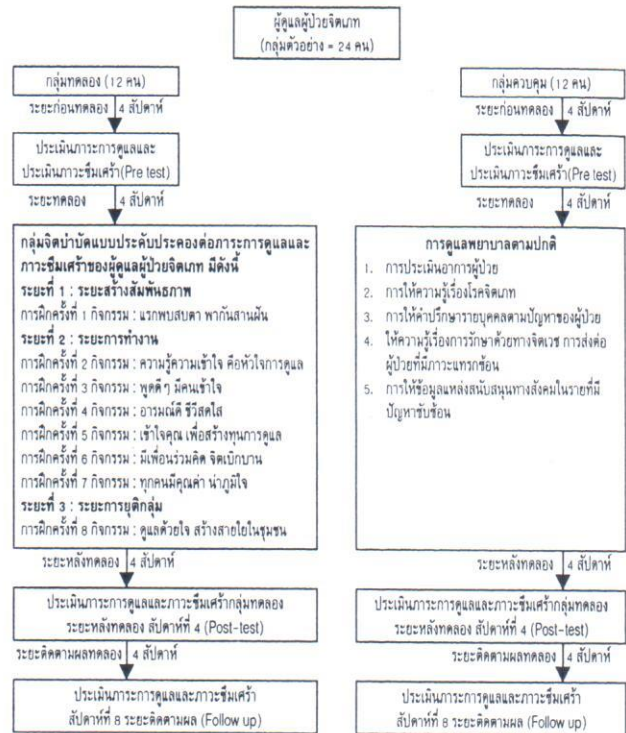 ผู้ดูแลผู้ป่วยจิตเภท
(กลุ่มตัวอย่าง = 24 คน)
กลุ่มทดลอง (12 คน)
ระยะก่อนทดลอง 4 สัปดาห์
ประเมินภาระการดูแลและ
ประเมินภาวะซึมเศร้า(Pre test)
ระยะทดลอง 4 สัปดาห์
กลุ่มจิตบำบัดแบบประคับประคองต่อภาระการดูแลและ
ภาวะซึมเศร้าของผู้ดูแลผู้ป่วยจิตเภท มีดังนี้
ระยะที่ 1 : ระยะสร้างสัมพันธภาพ
การฝึกครั้งที่ 1 กิจกรรม : แรกพบสบตา พากันสานฝัน
ระยะที่ 2 : ระยะการทำงาน
การฝึกครั้งที่ 2 กิจกรรม : ความรู้ความเข้าใจ คือหัวใจการดูแล
การฝึกครั้งที่ 3 กิจกรรม : พูดดี ๆ มีคนเข้าใจ
การฝึกครั้งที่ 4 กิจกรรม : อารมณ์ดี ชีวีสดใส
การฝึกครั้งที่ 5 กิจกรรม : เข้าใจคุณ เพื่อสร้างทุนการดูแล
การฝึกครั้งที่ 6 กิจกรรม : มีเพื่อนร่วมคิด จิตเบิกบาน
การฝึกครั้งที่ 7 กิจกรรม : ทุกคนมีคุณค่า น่าภูมิใจ
ระยะที่ 3 : ระยะการยุติกลุ่ม
การฝึกครั้งที่ 8 กิจกรรม : ดูแลด้วยใจ สร้างสายใยในชุมชน
ระยะหลังทดลอง 4 สัปดาห์
ประเมินภาระการดูแลและภาวะซึมเศร้ากลุ่มทดลอง
ระยะหลังทดลอง สัปดาห์ที่ 4 (Post-test)
ระยะติดตามผลทดลอง 4 สัปดาห์
ประเมินภาระการดูแลและภาวะซึมเศร้า
สัปดาห์ที่ 8 ระยะติดตามผล (Follow up)
กลุ่มควบคุม (12 คน)
ระยะก่อนทดลอง 4 สัปดาห์
ประเมินภาระการดูแลและ
ประเมินภาวะซึมเศร้า(Pre test)
ระยะทดลอง 4 สัปดาห์
การดูแลพยาบาลตามปกติ
1. การประเมินอาการผู้ป่วย
2. การให้ความรู้เรื่องโรคจิตเภท
3. การให้คำปรึกษารายบุคคลตามปัญหาของผู้ป่วย
4. ให้ความรู้เรื่องการรักษาด้วยทางจิตเวช การส่งต่อ
ผู้ป่วยที่มีภาวะแทรกซ้อน
5. การให้ข้อมูลแหล่งสนับสนุนทางสังคมในรายที่มี
ปัญหาซับซ้อน
ระยะหลังทดลอง 4 สัปดาห์
ประเมินภาระการดูแลและภาวะซึมเศร้ากลุ่มทดลอง
ระยะหลังทดลอง สัปดาห์ที่ 4 (Post-test)
ระยะติดตามผลทดลอง 4 สัปดาห์
ประเมินภาระการดูแลและภาวะซึมเศร้า
สัปดาห์ที่ 8 ระยะติดตามผล (Follow up)